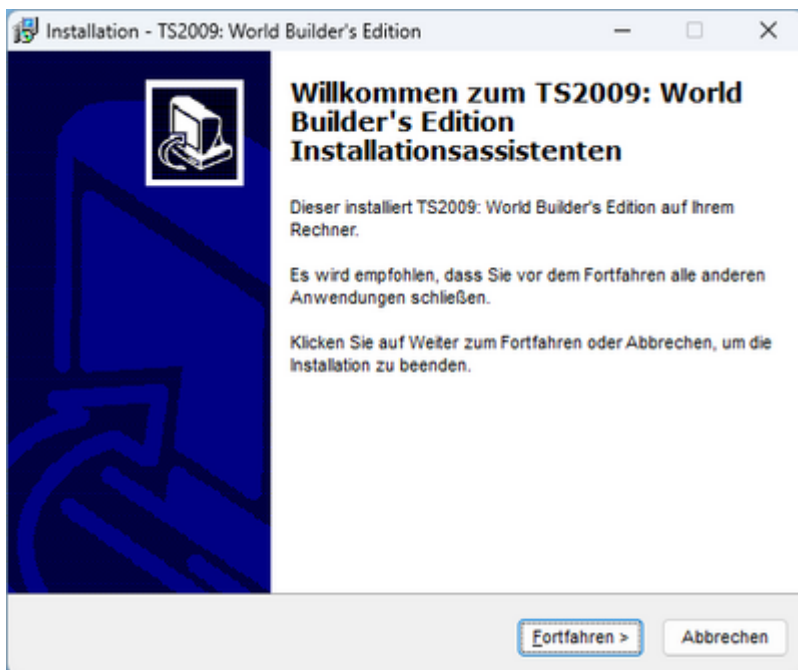 Installation - TS2009: World Builder's Edition
Willkommen zum TS2009: World
Builder's Edition
Installationsassistenten
Dieser installiert TS2009: World Builder's Edition auf Ihrem
Rechner.
Es wird empfohlen, dass Sie vor dem Fortfahren alle anderen
Anwendungen schließen.
Klicken Sie auf Weiter zum Fortfahren oder Abbrechen, um die
Installation zu beenden.
Fortfahren >
Abbrechen